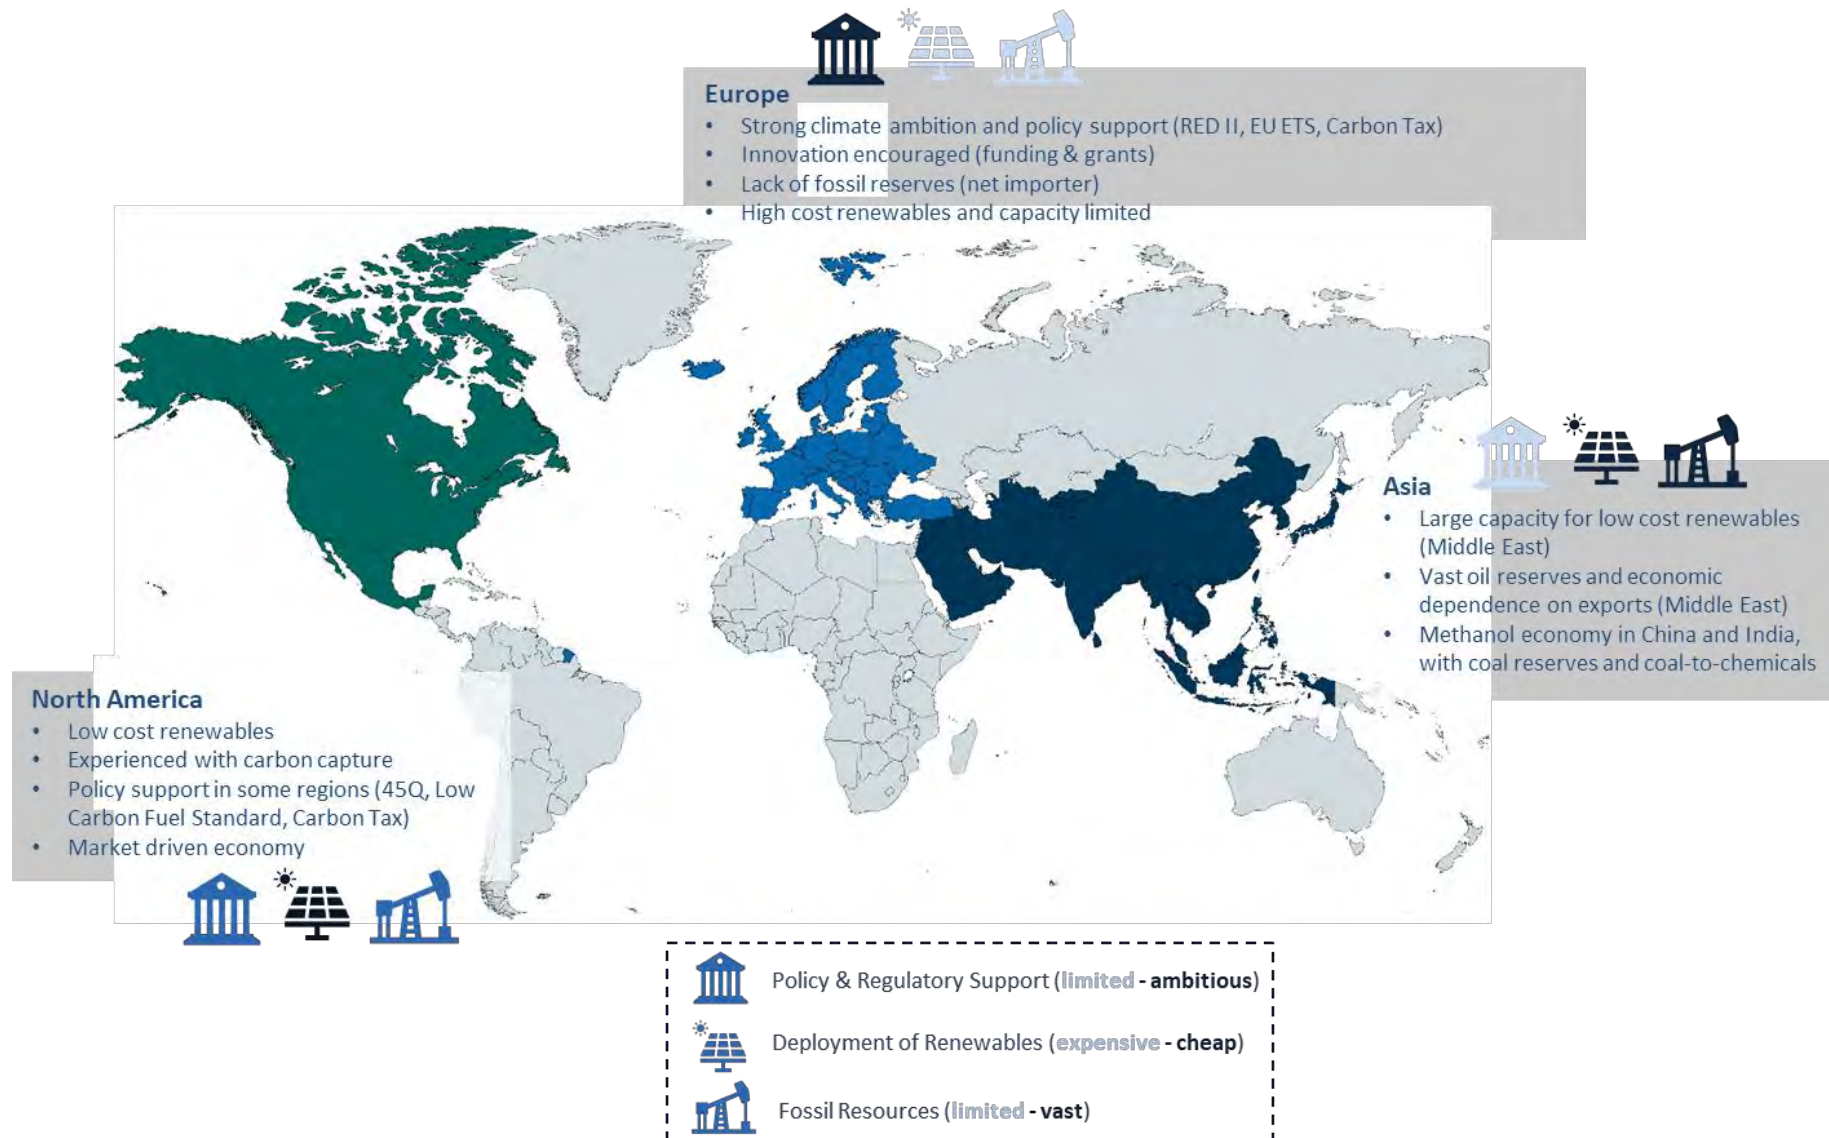 Europe
• Strong climate ambition and policy support (RED II, EU ETS, Carbon Tax)
• Innovation encouraged (funding & grants)
• Lack of fossil reserves (net importer)
• High cost renewables and capacity limited
Asia
• Large capacity for low cost renewables
(Middle East)
• Vast oil reserves and economic
dependence on exports (Middle East)
• Methanol economy in China and India,
with coal reserves and coal-to-chemicals
North America
• Low cost renewables
• Experienced with carbon capture
• Policy support in some regions (45Q, Low
Carbon Fuel Standard, Carbon Tax)
• Market driven economy
Policy & Regulatory Support (limited - ambitious)
Deployment of Renewables (expensive - cheap)
Fossil Resources (limited - vast)